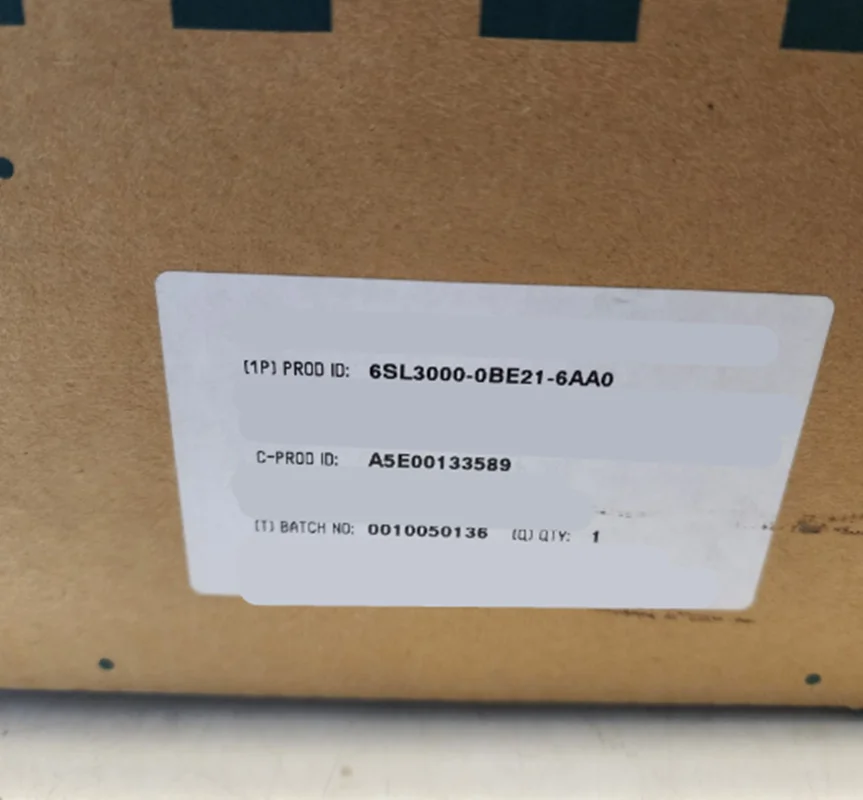 (1P) PROD ID: 6SL3000-0BE21-6AA0
C-PROD ID: A5E00133589
(T) BATCH NO: 0010050136 (Q) QTY: 1